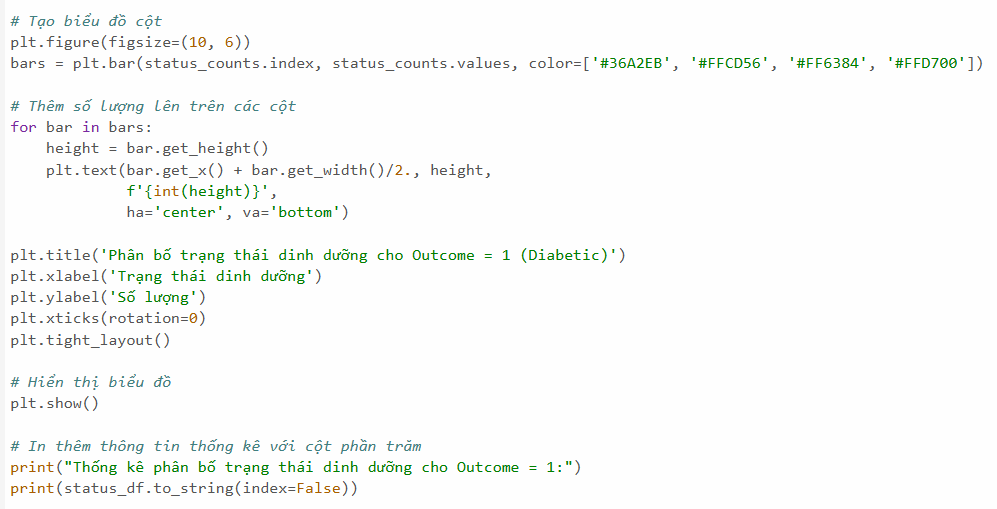 # Tạo biểu đồ cột
plt.figure(figsize=(10, 6))
bars = plt.bar(status_counts.index, status_counts.values, color=['#36A2EB', '#FFCD56', '#FF6384', '#FFD700'])
# Thêm số lượng lên trên các cột
for bar in bars:
    height = bar.get_height()
    plt.text(bar.get_x() + bar.get_width()/2., height,
             f'{int(height)}',
             ha='center', va='bottom')
plt.title('Phân bố trạng thái dinh dưỡng cho Outcome = 1 (Diabetic)')
plt.xlabel('Trạng thái dinh dưỡng')
plt.ylabel('Số lượng')
plt.xticks(rotation=0)
plt.tight_layout()
# Hiển thị biểu đồ
plt.show()
# In thêm thông tin thống kê với cột phần trăm
print("Thống kê phân bố trạng thái dinh dưỡng cho Outcome = 1:")
print(status_df.to_string(index=False))